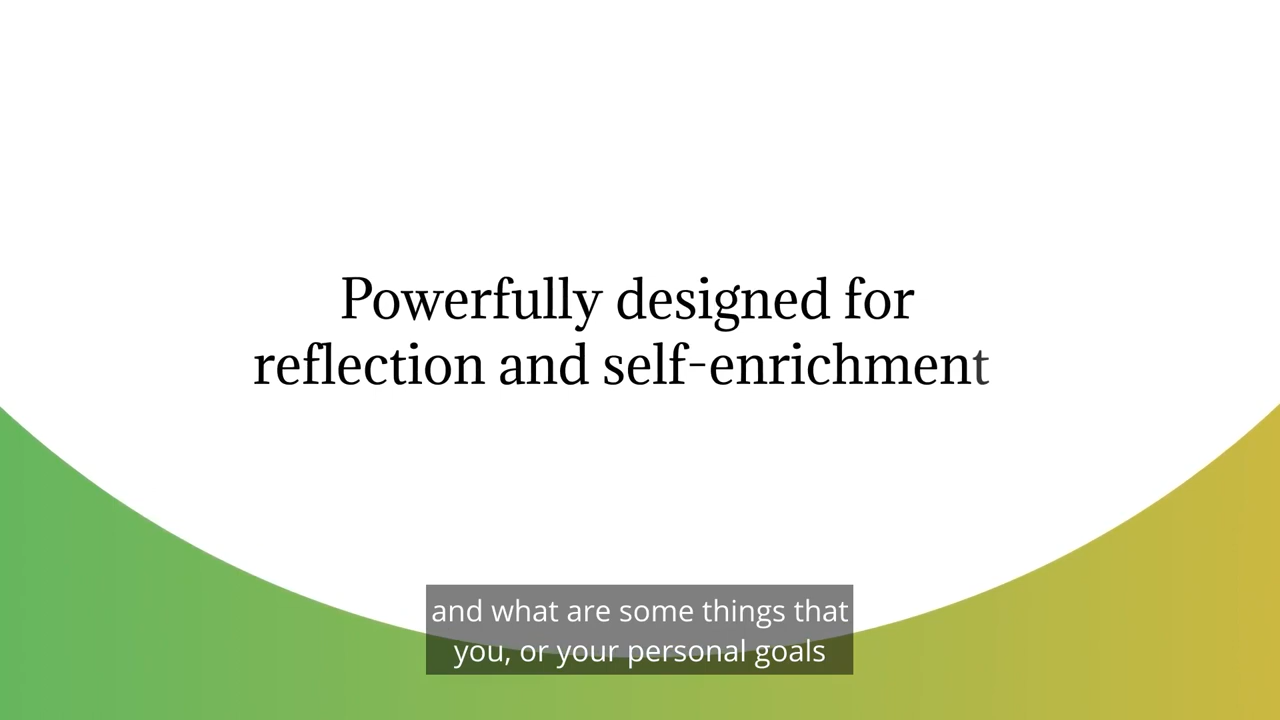 Powerfully designed for
reflection and self-enrichment
and what are some things that
you, or your personal goals